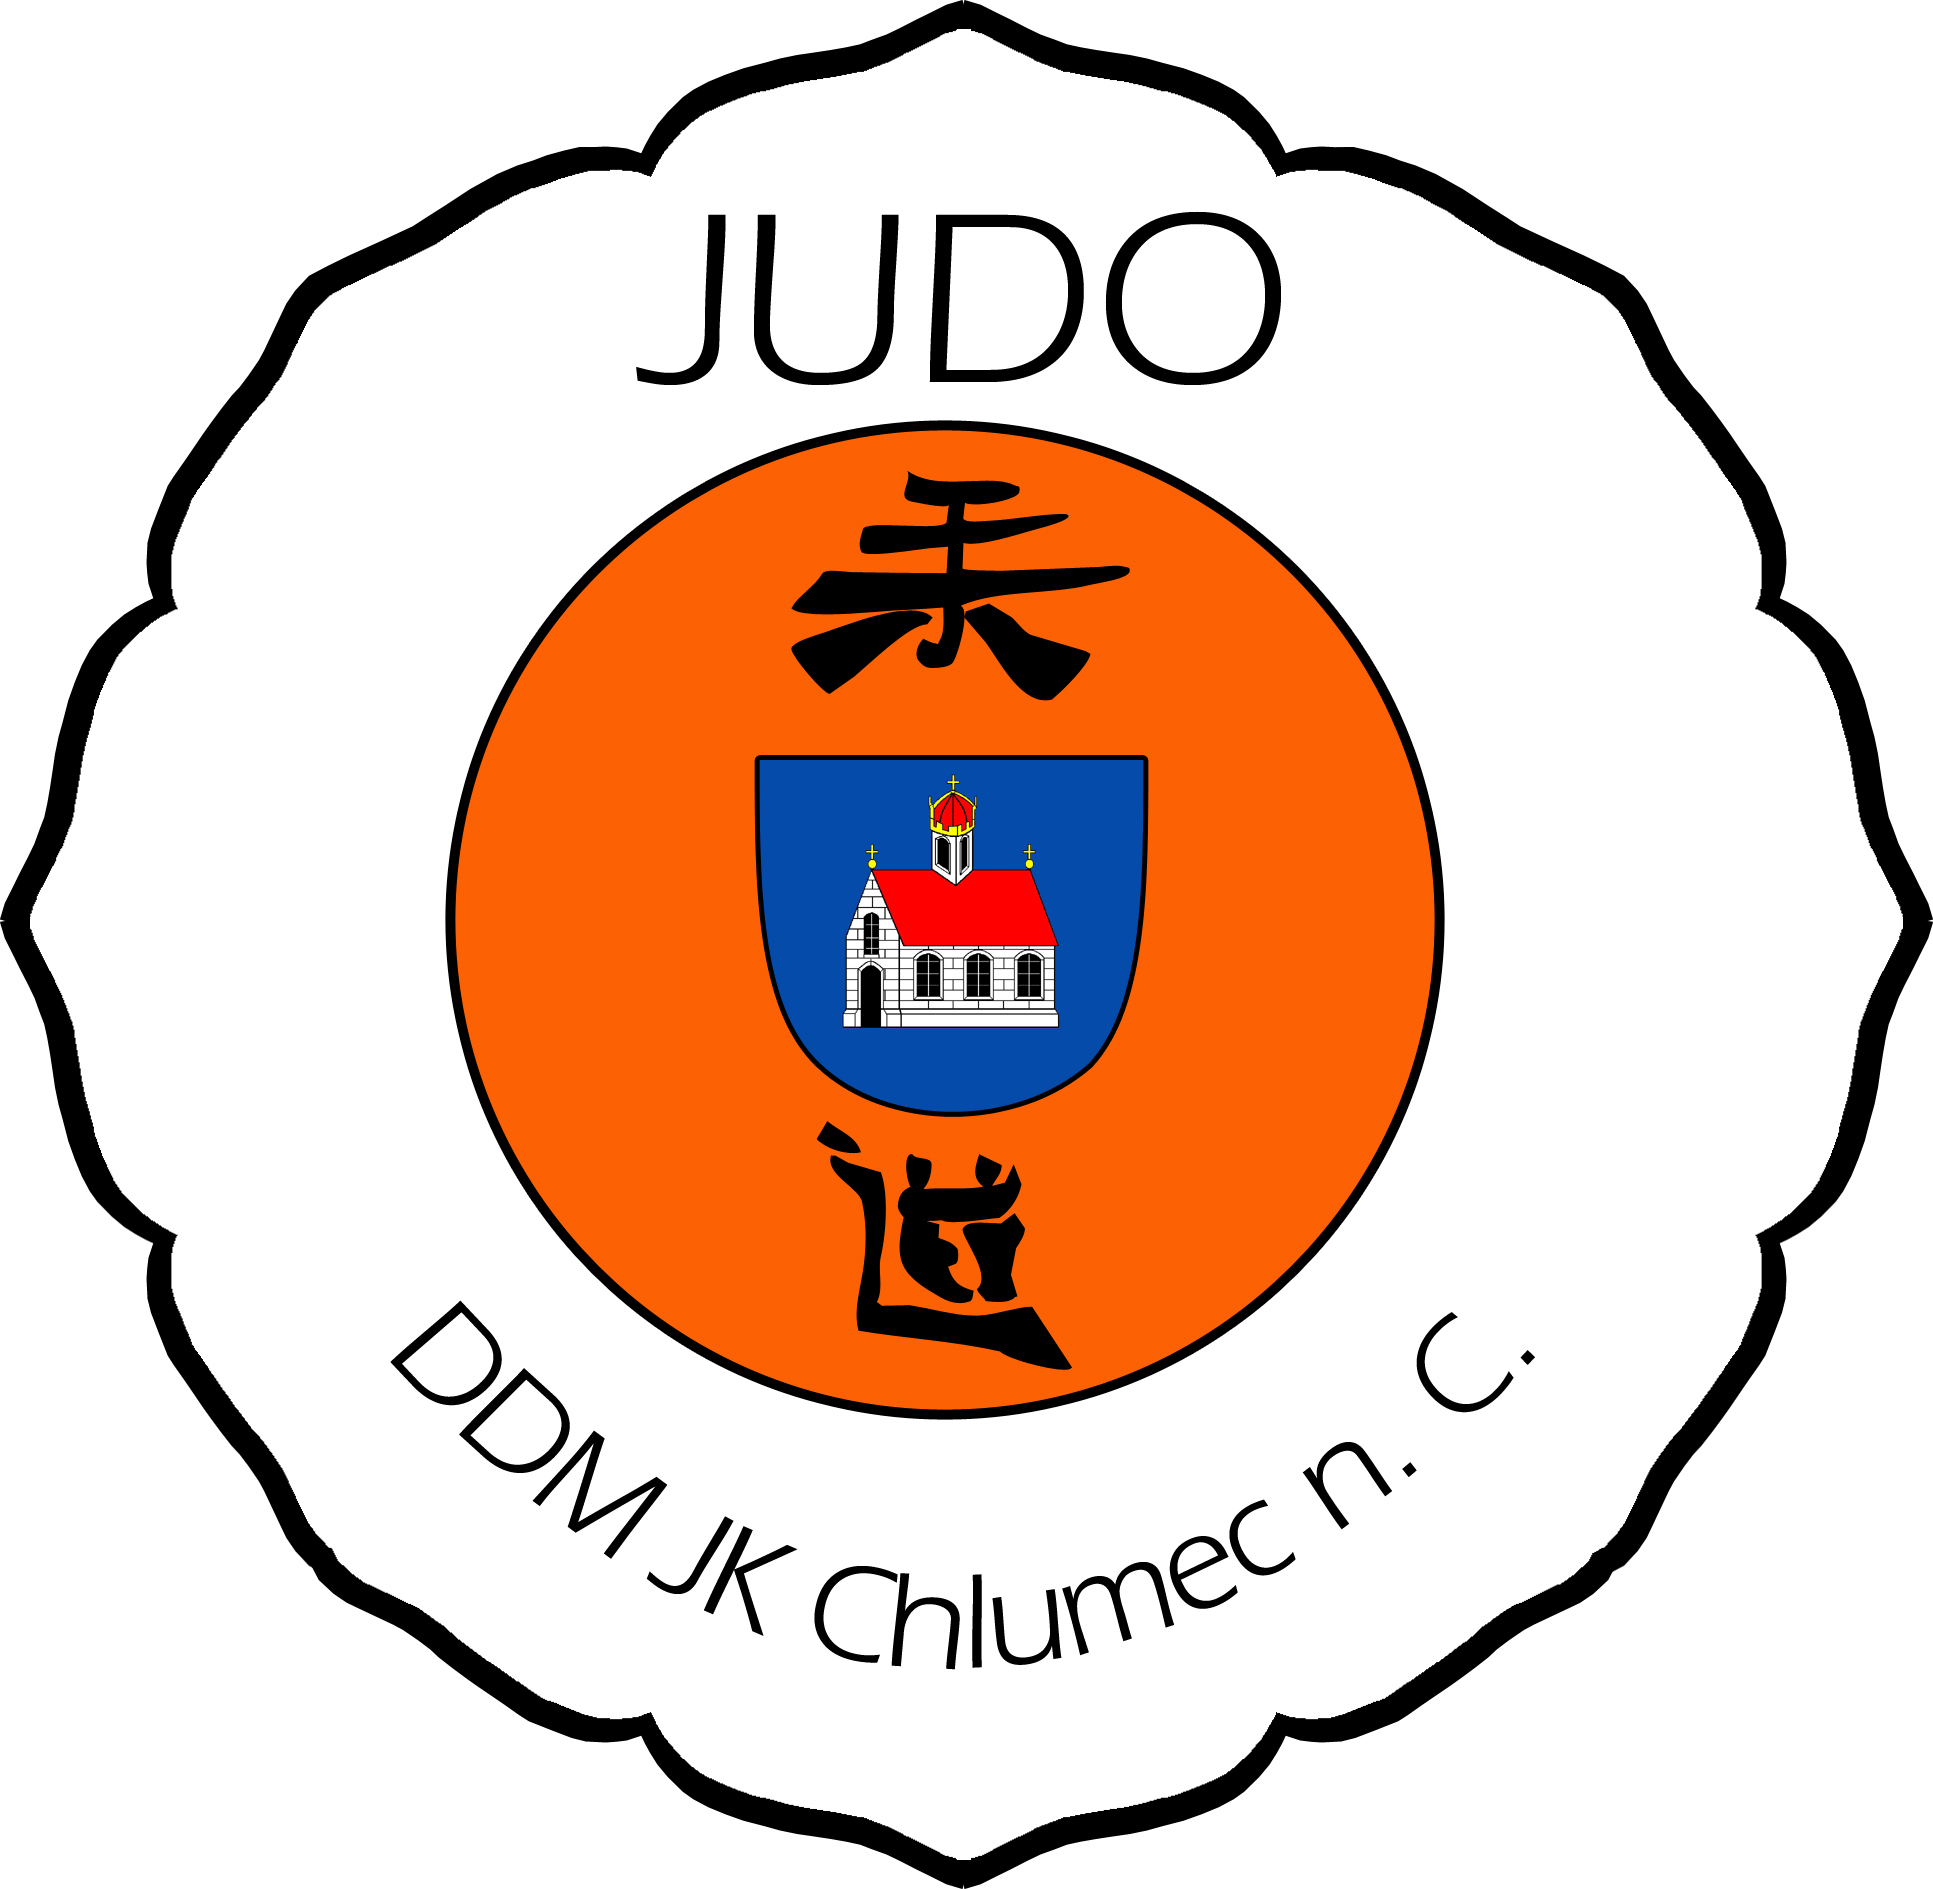 JUDO
柔
道
DDM JK Chlumec n. C.